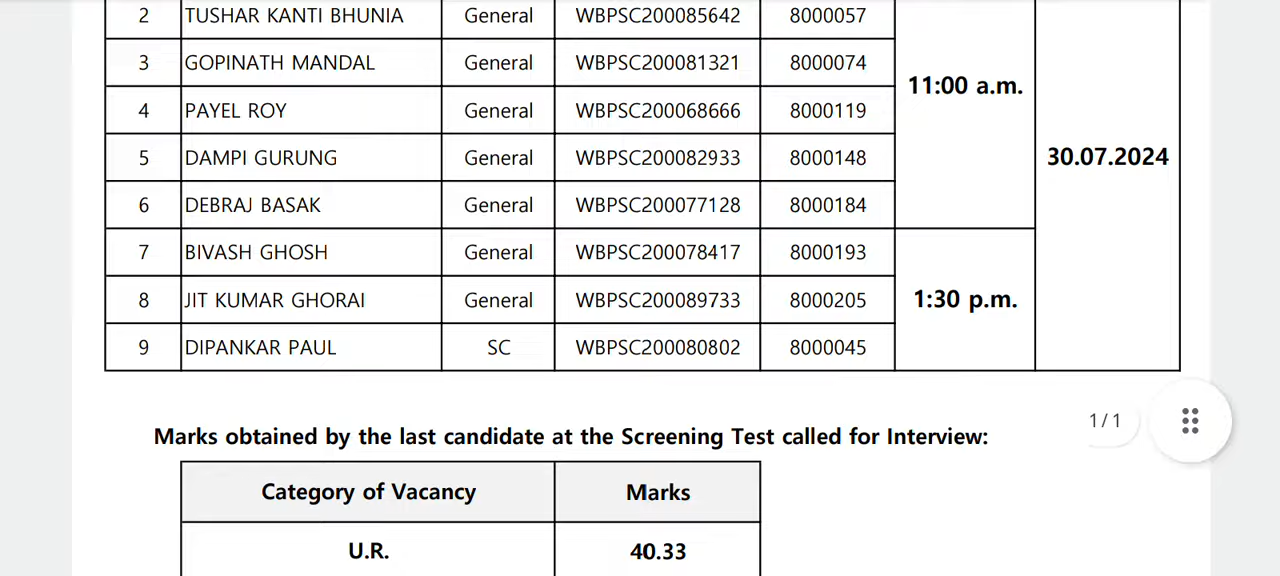 2 TUSHAR KANTI BHUNIA General WBPSC200085642 8000057
3 GOPINATH MANDAL General WBPSC200081321 8000074
11:00 a.m.
4 PAYEL ROY General WBPSC200068666 8000119
5 DAMPI GURUNG General WBPSC200082933 8000148 30.07.2024
6 DEBRAJ BASAK General WBPSC200077128 8000184
7 BIVASH GHOSH General WBPSC200078417 8000193
8 JIT KUMAR GHORAI General WBPSC200089733 8000205 1:30 p.m.
9 DIPANKAR PAUL SC WBPSC200080802 8000045
1/1
Marks obtained by the last candidate at the Screening Test called for Interview:
Category of Vacancy Marks
U.R. 40.33